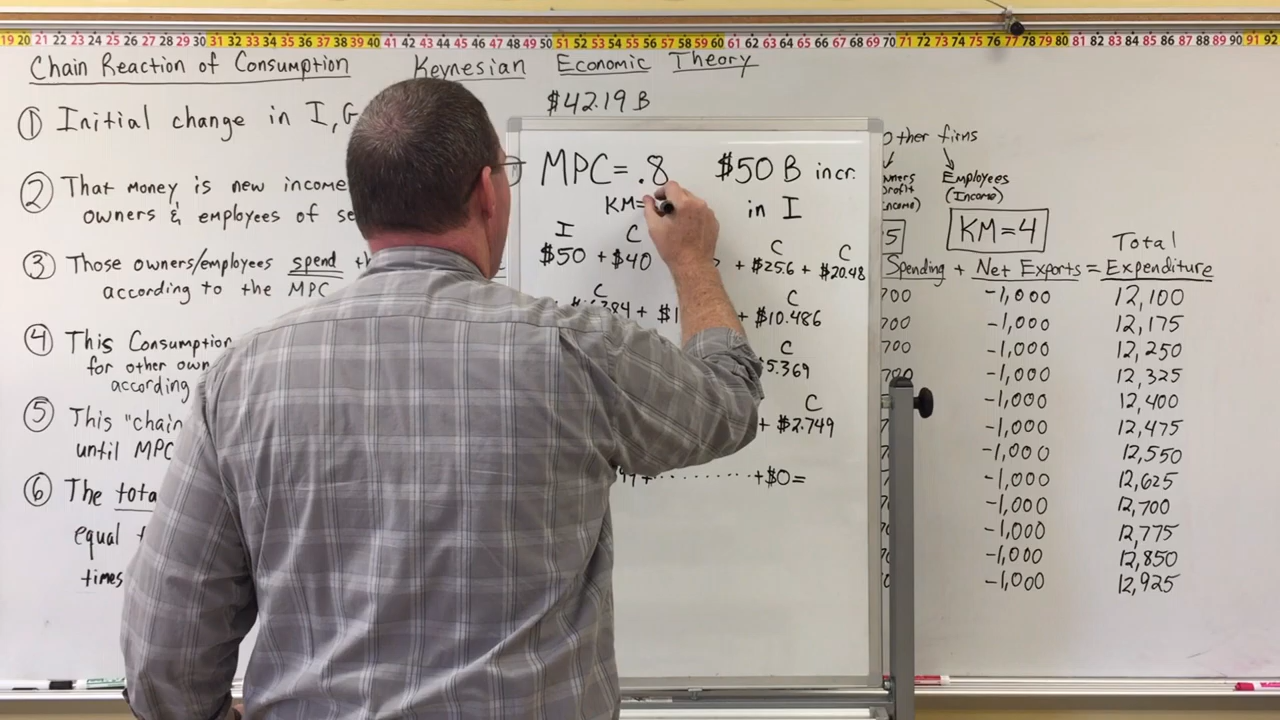 19 20 21 22 23 24 25 26 27 28 29 30 31 32 33 34 35 36 37 38 39 40 41 42 43 44 45 46 47 48 49 50 51 52 53 54 55 56 57 58 59 60 61 62 63 64 65 66 67 68 69 70 71 72 73 74 75 76 77 78 79 80 81 82 83 84 85 86 87 88 89 90 91 92
Chain Reaction of Consumption Keynesian Economic Theory
$42.19 B
① Initial change in I, G
② That money is new income
owners & employees of se
③ Those owners/employees spend th
according to the MPC
④ This Consumption
for other own
according
⑤ This "chain
until MPC
⑥ The tota
equal t
times
MPC = .8 $50 B incr.
KM= in I
I C C C
$50 + $40 + $25.6 + $20.48
C C
384 + $1 + $10.486
C
5.369
C
+ $2.749
+ ........ + $0 =
other firms
wners Employees
profit (Income)
ncome)
5 KM=4
Total
Spending + Net Exports = Expenditure
700 -1,000 12,100
700 -1,000 12,175
700 -1,000 12,250
700 -1,000 12,325
-1,000 12,400
-1,000 12,475
-1,000 12,550
-1,000 12,625
-1,000 12,700
-1,000 12,775
-1,000 12,850
-1,000 12,925